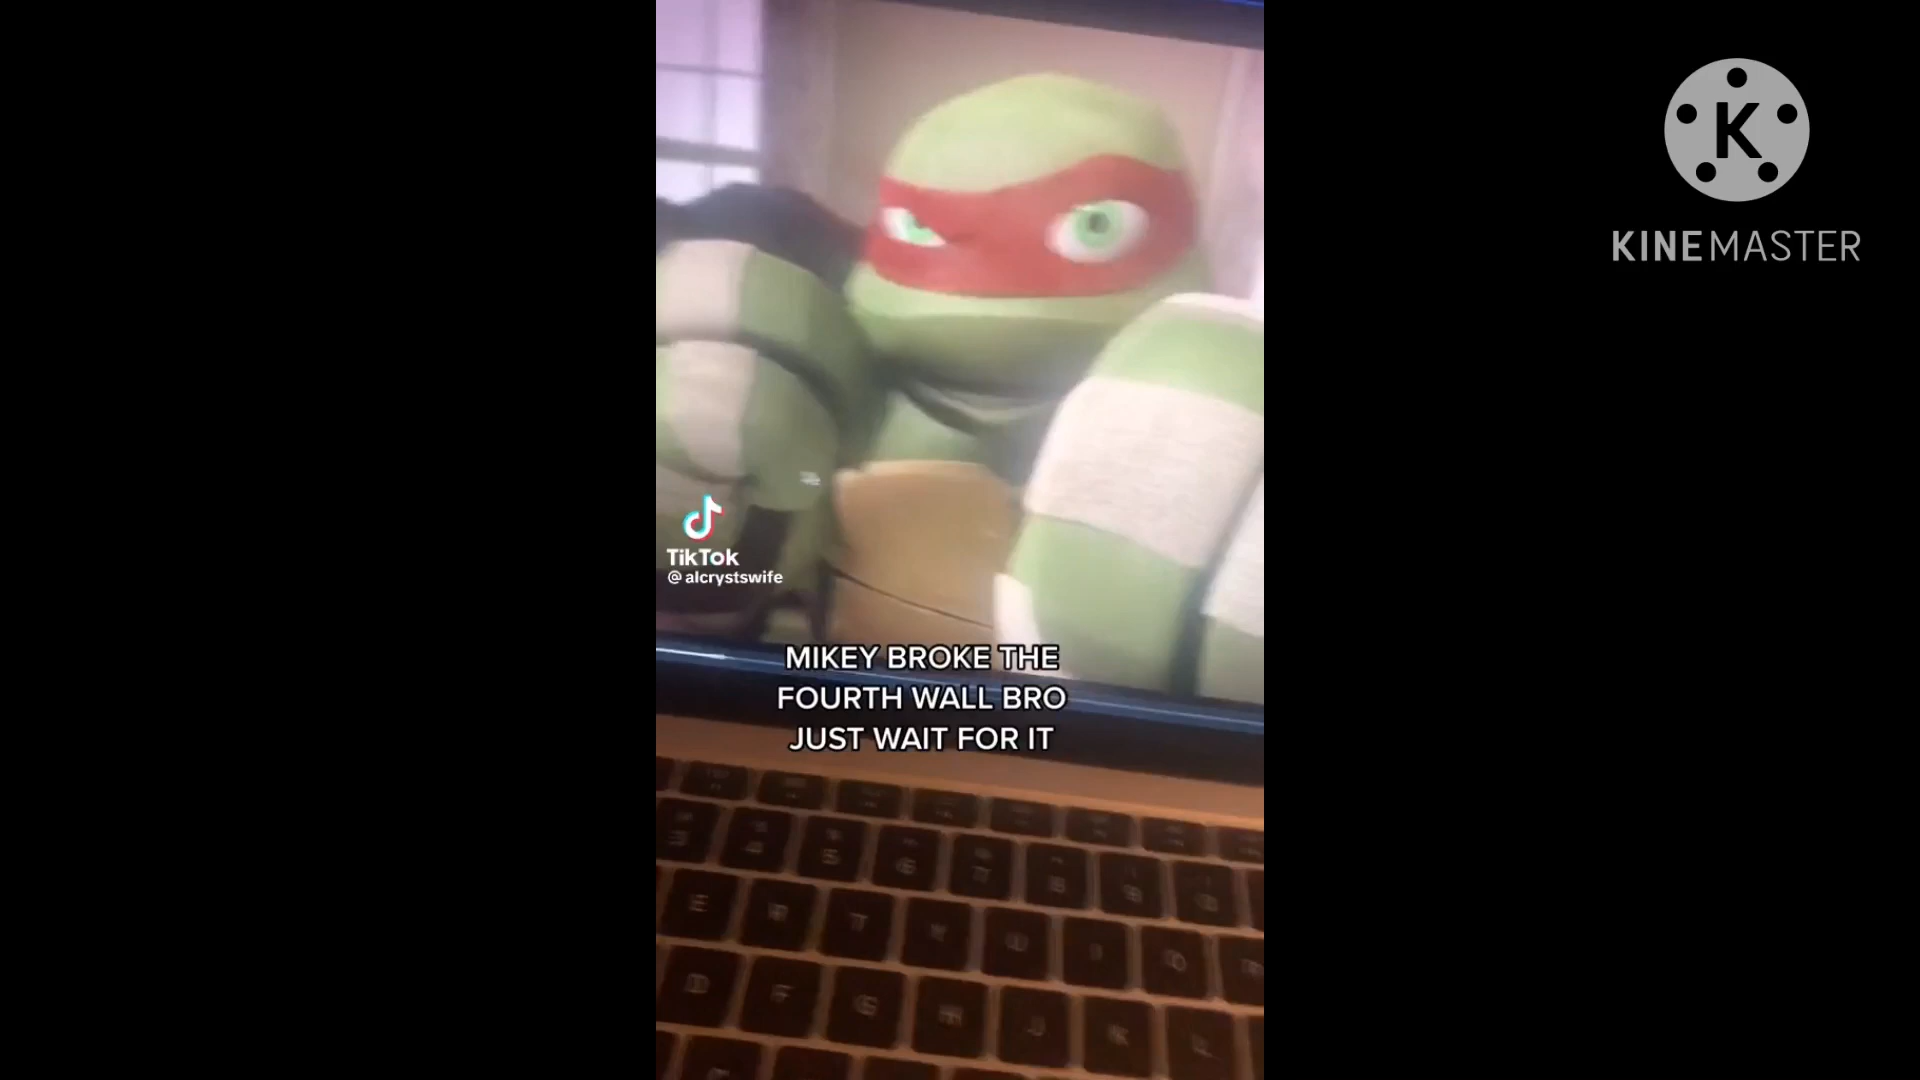 K
KINEMASTER
TikTok
@alcrystswife
MIKEY BROKE THE
FOURTH WALL BRO
JUST WAIT FOR IT
E R T Y U I O P
D F G H J K L